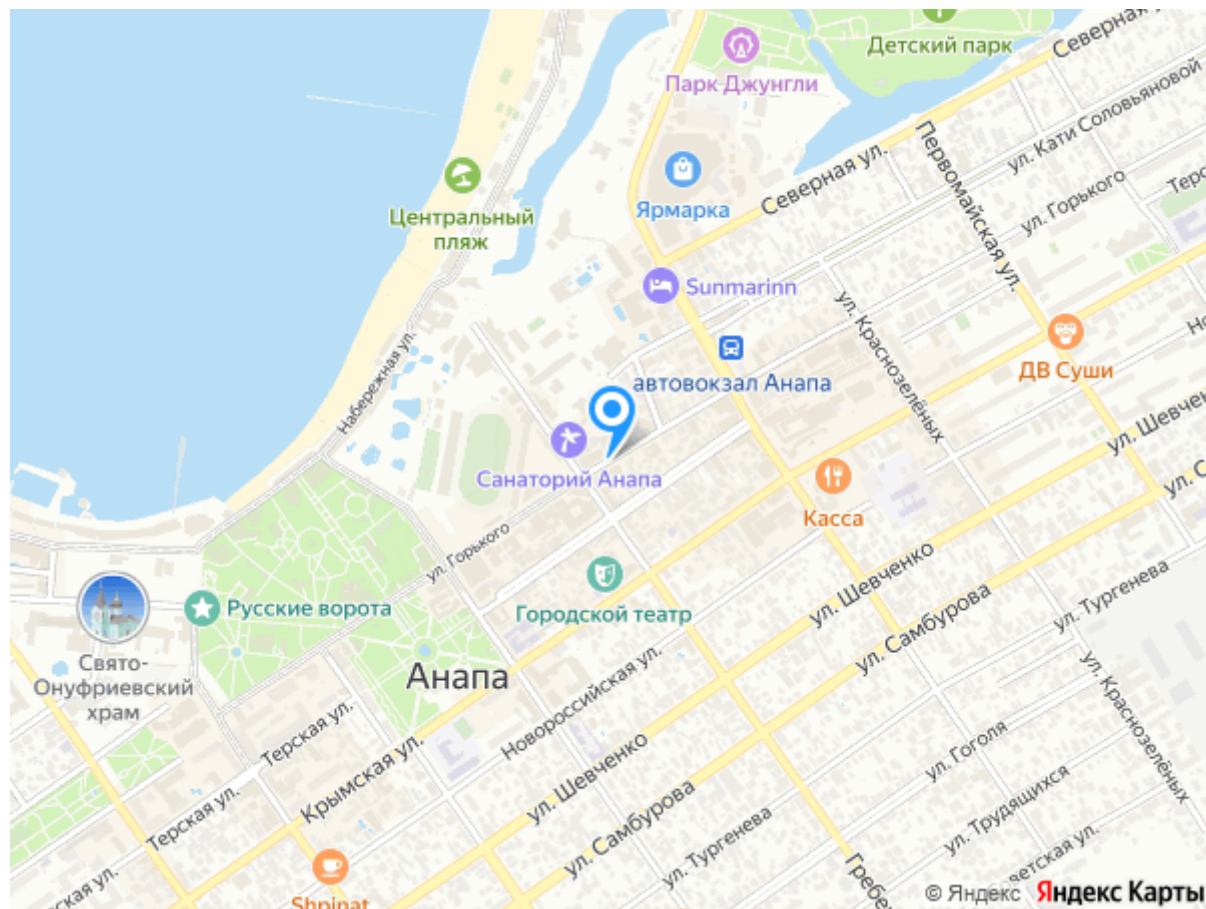 Детский парк
Северная ул.
Парк Джунгли
ул. Кати Соловьяновой
Первомайская ул.
Северная ул.
Ярмарка
ул. Горького
Центральный
пляж
Sunmarinn
ул. Краснозелёных
Набережная ул.
автовокзал Анапа
ДВ Суши
ул. Шевченко
Санаторий Анапа
Касса
ул. Горького
Городской театр
ул. Шевченко
ул. Самбурова
ул. Тургенева
Русские ворота
Свято-
Онуфриевский
храм
Анапа
Новороссийская ул.
ул. Краснозелёных
Терская ул.
Крымская ул.
ул. Шевченко
ул. Гоголя
Терская ул.
ул. Самбурова
ул. Тургенева
ул. Трудящихся
Shpinat
© Яндекс Яндекс Карты